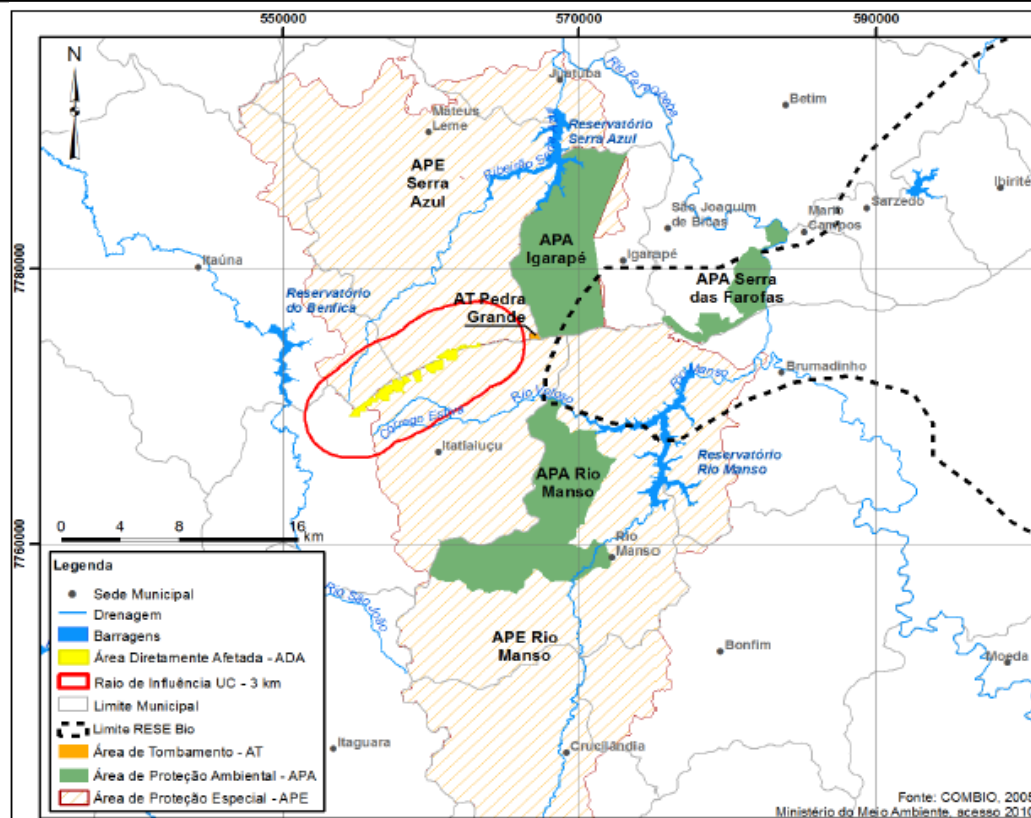 550000
570000
590000
N
Juatuba
Rio Paraopeba
Betim
Mateus
Leme
Reservatório
Serra Azul
APE
Serra
Azul
Ribeirão
Ibirité
São Joaquim
de Bicas
Mario
Campos
Sarzedo
APA
Igarapé
Igarapé
Itaúna
7780000
APA Serra
das Farofas
Reservatório
do Benfica
AT Pedra
Grande
Rio Manso
Brumadinho
Rio Veloso
Córrego Estiva
Itatiaiuçu
Reservatório
Rio Manso
APA Rio
Manso
0 4 8 16
km
7760000
Rio
Manso
Rio São João
APE Rio
Manso
Bonfim
Moeda
Itaguara
Crucilândia
Legenda
Sede Municipal
Drenagem
Barragens
Área Diretamente Afetada - ADA
Raio de Influência UC - 3 km
Limite Municipal
Limite RESE Bio
Área de Tombamento - AT
Área de Proteção Ambiental - APA
Área de Proteção Especial - APE
Fonte: COMBIO, 2008
Ministério do Meio Ambiente, acesso 2010